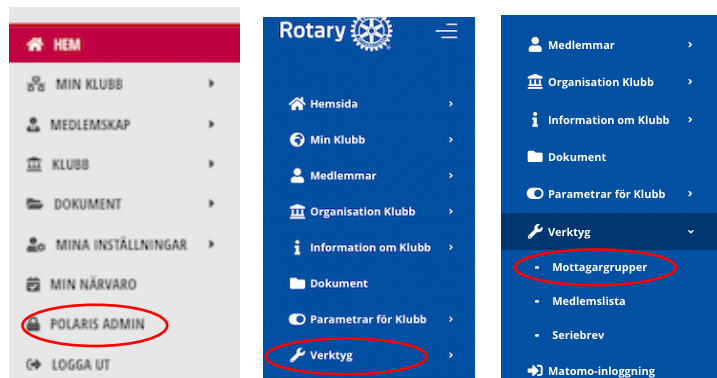 HEM
MIN KLUBB
MEDLEMSKAP
KLUBB
DOKUMENT
MINA INSTÄLLNINGAR
MIN NÄRVARO
POLARIS ADMIN
LOGGA UT
Rotary
Hemsida
Min Klubb
Medlemmar
Organisation Klubb
Information om Klubb
Dokument
Parametrar för Klubb
Verktyg
Medlemmar
Organisation Klubb
Information om Klubb
Dokument
Parametrar för Klubb
Verktyg
Mottagargrupper
Medlemslista
Seriebrev
Matomo-inloggning